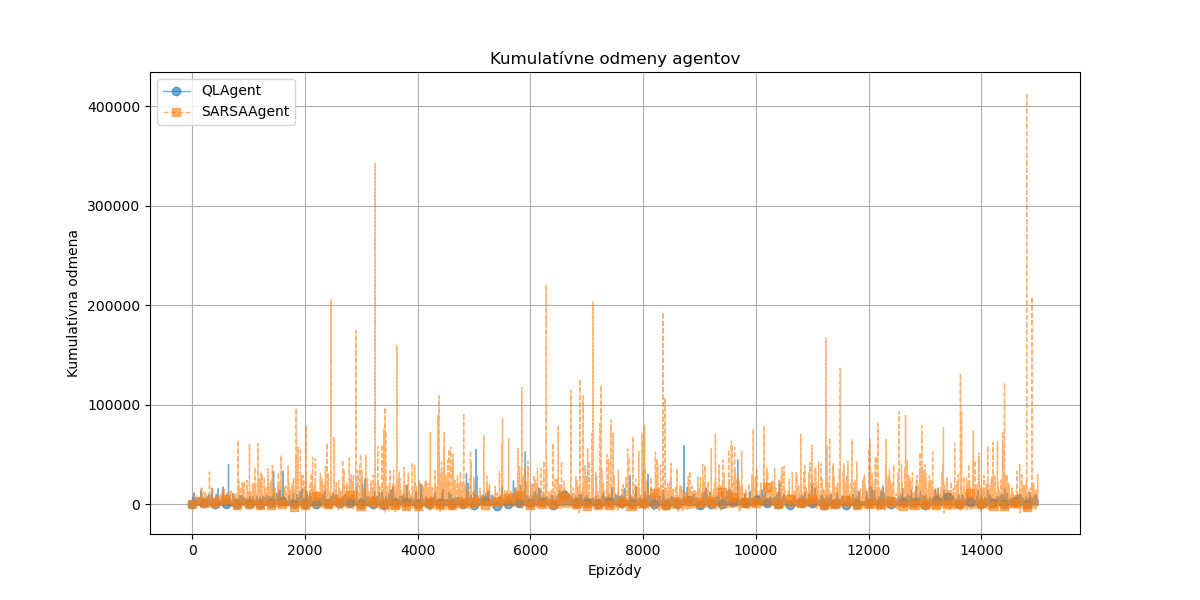 Kumulatívne odmeny agentov
QLAgent
SARSAAgent
400000
300000
200000
100000
0
Kumulatívna odmena
0 2000 4000 6000 8000 10000 12000 14000
Epizódy